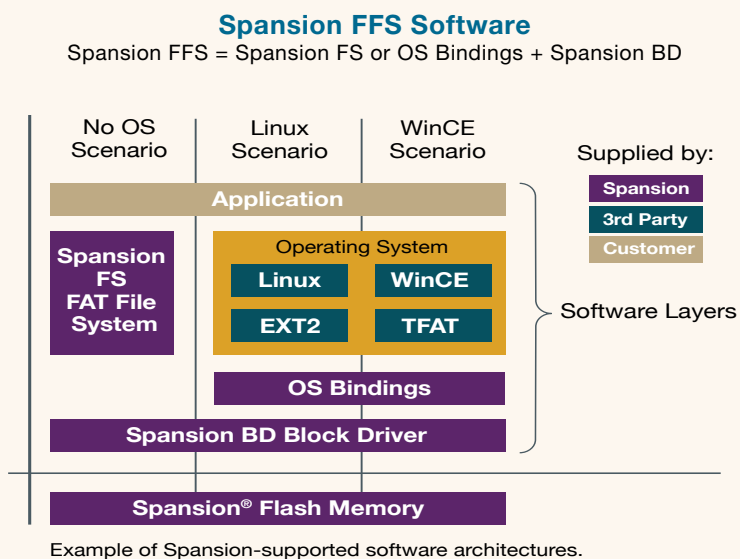 Spansion FFS Software
Spansion FFS = Spansion FS or OS Bindings + Spansion BD
No OS
Scenario
Linux
Scenario
WinCE
Scenario
Supplied by:
Spansion
3rd Party
Customer
Application
Spansion
FS
FAT File
System
Operating System
Linux
WinCE
EXT2
TFAT
Software Layers
OS Bindings
Spansion BD Block Driver
Spansion® Flash Memory
Example of Spansion-supported software architectures.